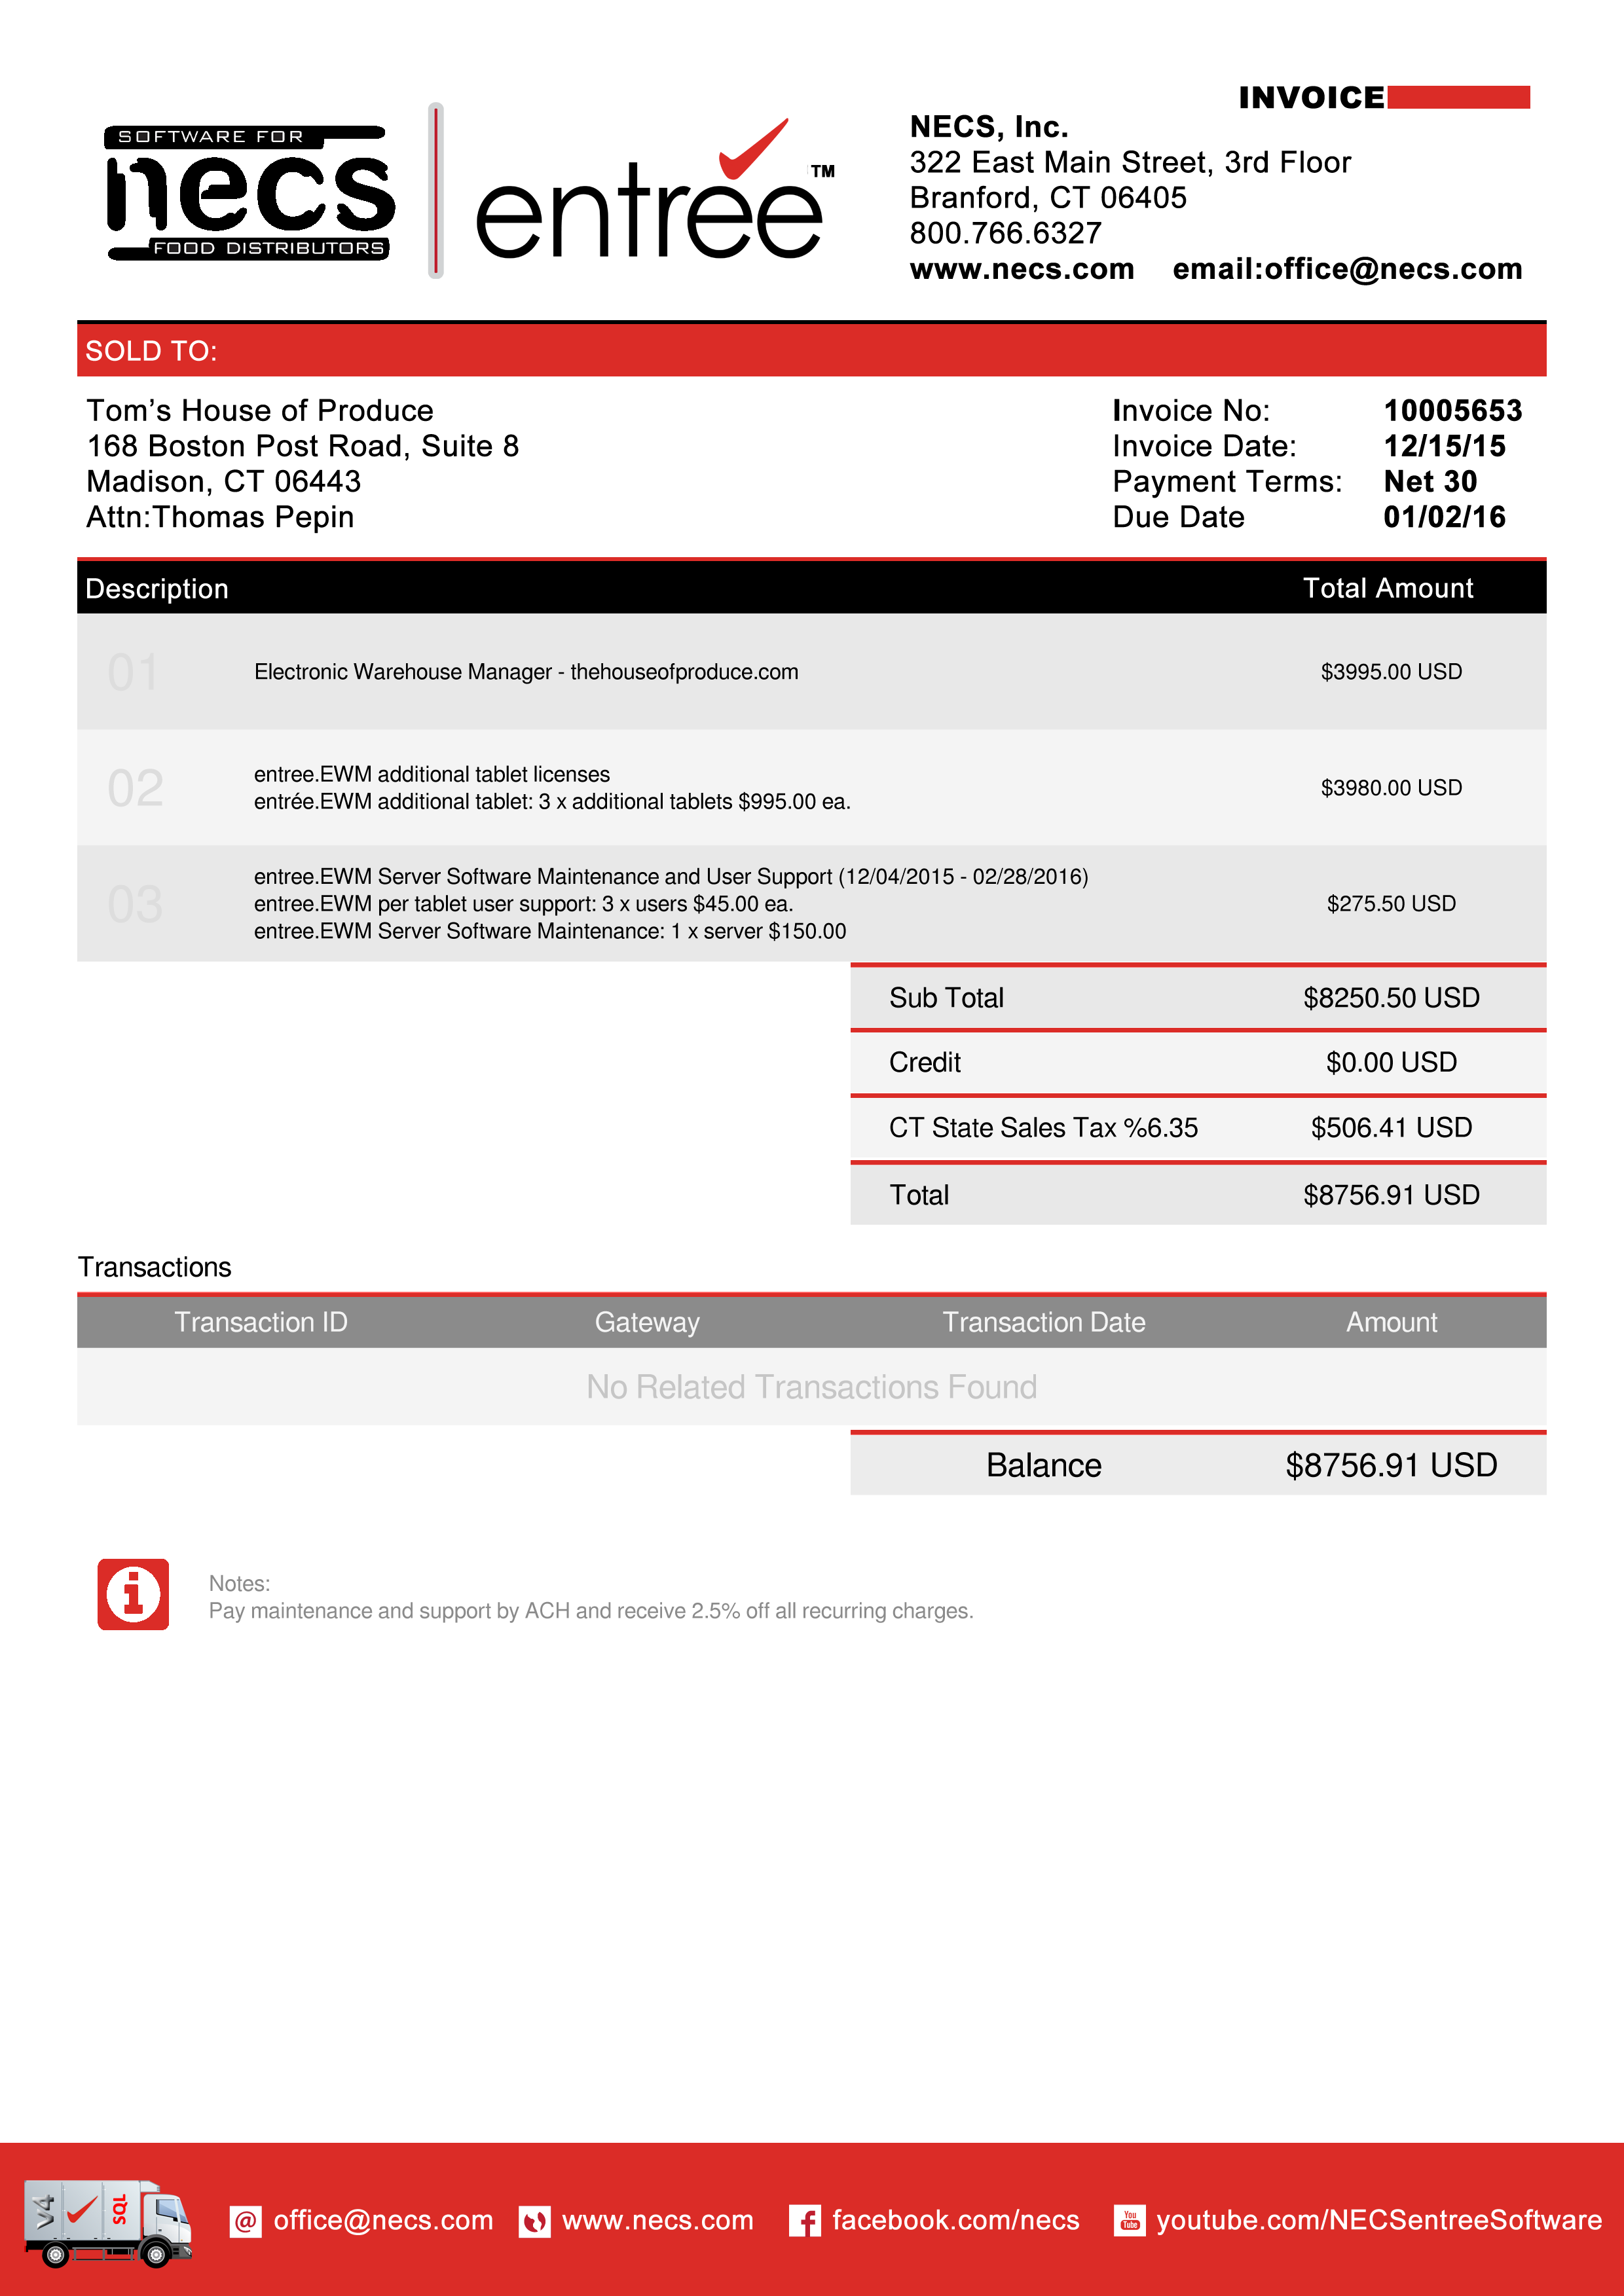 INVOICE
SOFTWARE FOR
necs
FOOD DISTRIBUTORS
entrée™
NECS, Inc.
322 East Main Street, 3rd Floor
Branford, CT 06405
800.766.6327
www.necs.com email:office@necs.com
SOLD TO:
Tom's House of Produce
168 Boston Post Road, Suite 8
Madison, CT 06443
Attn:Thomas Pepin
Invoice No: 10005653
Invoice Date: 12/15/15
Payment Terms: Net 30
Due Date 01/02/16
Description Total Amount
01 Electronic Warehouse Manager - thehouseofproduce.com $3995.00 USD
02 entree.EWM additional tablet licenses
entrée.EWM additional tablet: 3 x additional tablets $995.00 ea. $3980.00 USD
03 entree.EWM Server Software Maintenance and User Support (12/04/2015 - 02/28/2016)
entree.EWM per tablet user support: 3 x users $45.00 ea. $275.50 USD
entree.EWM Server Software Maintenance: 1 x server $150.00
Sub Total $8250.50 USD
Credit $0.00 USD
CT State Sales Tax %6.35 $506.41 USD
Total $8756.91 USD
Transactions
Transaction ID Gateway Transaction Date Amount
No Related Transactions Found
Balance $8756.91 USD
Notes:
Pay maintenance and support by ACH and receive 2.5% off all recurring charges.
V4 SQL
@ office@necs.com www.necs.com f facebook.com/necs You Tube youtube.com/NECSentreeSoftware